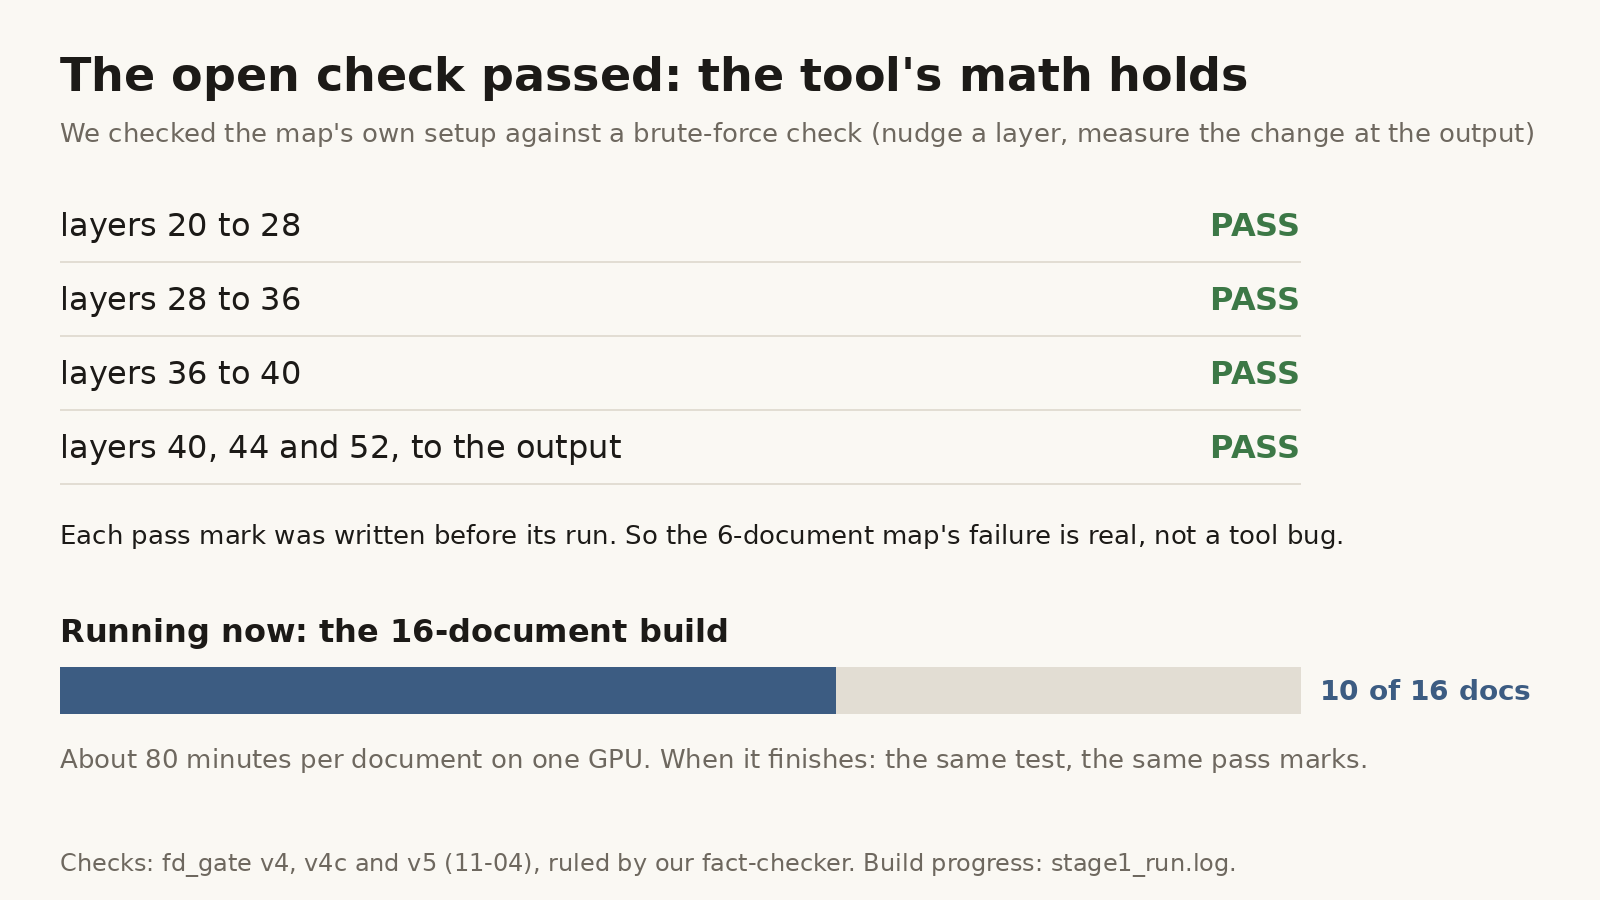 The open check passed: the tool's math holds
We checked the map's own setup against a brute-force check (nudge a layer, measure the change at the output)
layers 20 to 28 PASS
layers 28 to 36 PASS
layers 36 to 40 PASS
layers 40, 44 and 52, to the output PASS
Each pass mark was written before its run. So the 6-document map's failure is real, not a tool bug.
Running now: the 16-document build
10 of 16 docs
About 80 minutes per document on one GPU. When it finishes: the same test, the same pass marks.
Checks: fd_gate v4, v4c and v5 (11-04), ruled by our fact-checker. Build progress: stage1_run.log.